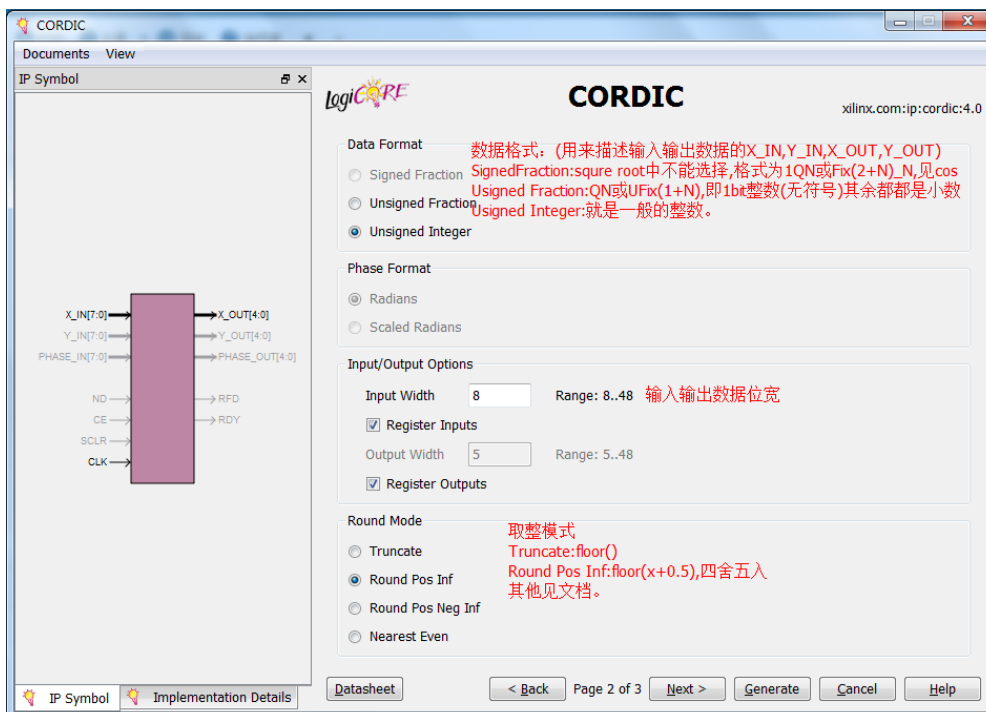 CORDIC
Documents View
IP Symbol
LogiCORE
CORDIC
xilinx.com:ip:cordic:4.0
X_IN[7:0]
X_OUT[4:0]
Y_IN[7:0]
Y_OUT[4:0]
PHASE_IN[7:0]
PHASE_OUT[4:0]
ND
RFD
CE
RDY
SCLR
CLK
Data Format
数据格式：(用来描述输入输出数据的X_IN,Y_IN,X_OUT,Y_OUT)
Signed Fraction
SignedFraction:squre root中不能选择,格式为1QN或Fix(2+N)_N,见cos
Unsigned Fraction
Usigned Fraction:QN或UFix(1+N),即1bit整数(无符号)其余都都是小数
Usigned Integer:就是一般的整数。
Unsigned Integer
Phase Format
Radians
Scaled Radians
Input/Output Options
Input Width 8 Range: 8..48 输入输出数据位宽
Register Inputs
Output Width 5 Range: 5..48
Register Outputs
Round Mode
取整模式
Truncate
Truncate:floor()
Round Pos Inf
Round Pos Inf:floor(x+0.5),四舍五入
其他见文档。
Round Pos Neg Inf
Nearest Even
IP Symbol Implementation Details
Datasheet < Back Page 2 of 3 Next > Generate Cancel Help